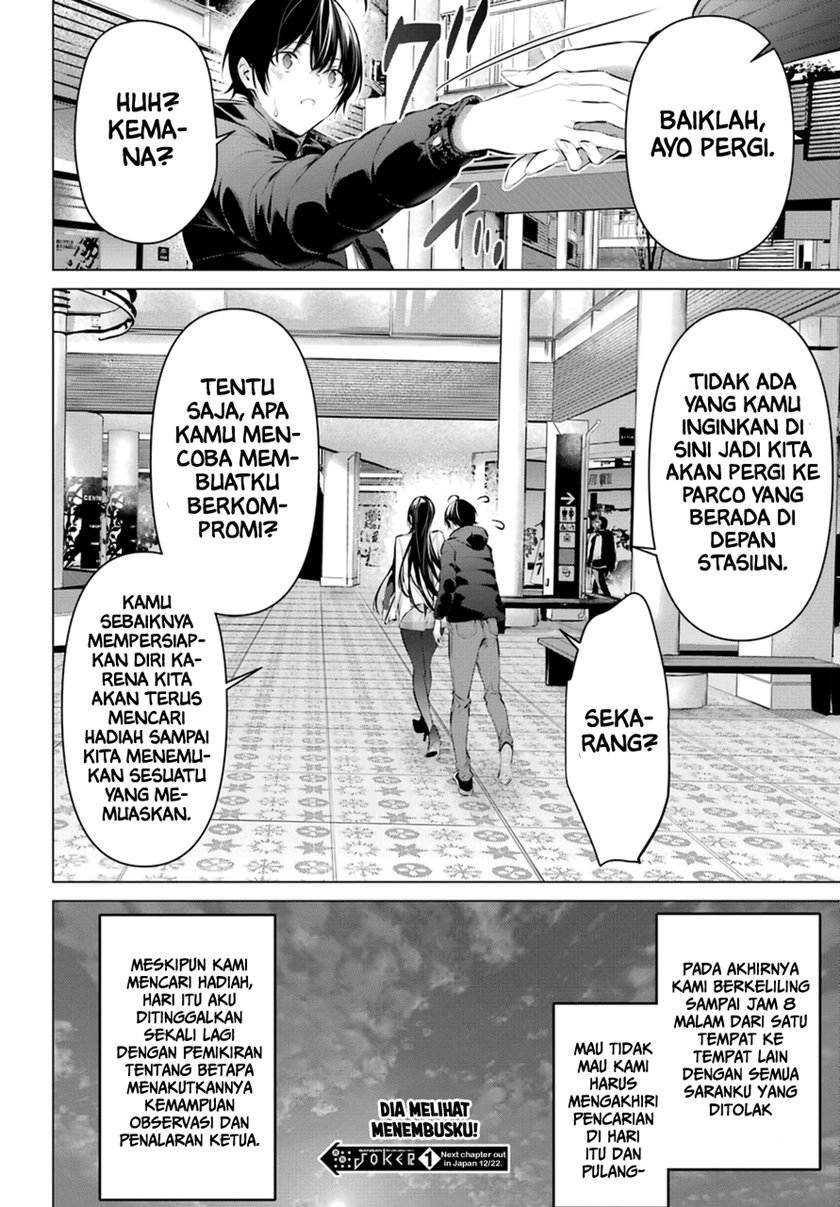 BAIKLAH,
AYO PERGI.
HUH?
KEMA-
NA?
グ
グ
TIDAK ADA
YANG KAMU
INGINKAN DI
SINI JADI KITA
AKAN PERGI KE
PARCO YANG
BERADA DI
DEPAN
STASIUN.
SEKA-
RANG?
TENTU
SAJA, APA
KAMU MEN-
COBA MEM-
BUATKU
BERKOM-
PROMI?
KAMU
SEBAIKNYA
MEMPERSIAP-
KAN DIRI KA-
RENA KITA
AKAN TERUS
MENCARI
HADIAH SAMPAI
KITA MENEMU-
KAN SESUATU
YANG ME-
MUASKAN.
PADA AKHIRNYA
KAMI BERKELILING
SAMPAI JAM 8
MALAM DARI SATU
TEMPAT KE
TEMPAT LAIN
DENGAN SEMUA
SARANKU YANG
DITOLAK
MAU TIDAK
MAU KAMI
HARUS
MENGAKHIRI
PENCARIAN
DI HARI
ITU DAN
PULANG~
MESKIPUN KAMI
MENCARI HADIAH,
HARI ITU AKU
DITINGGALKAN
SEKALI LAGI
DENGAN PEMIKIRAN
TENTANG BETAPA
MENAKUTKANNYA
KEMAMPUAN
OBSERVASI DAN
PENALARAN KETUA.
DIA MELIHAT
MENEMBUSKU!
JOKER 1
Next chapter out
in Japan 12/22.